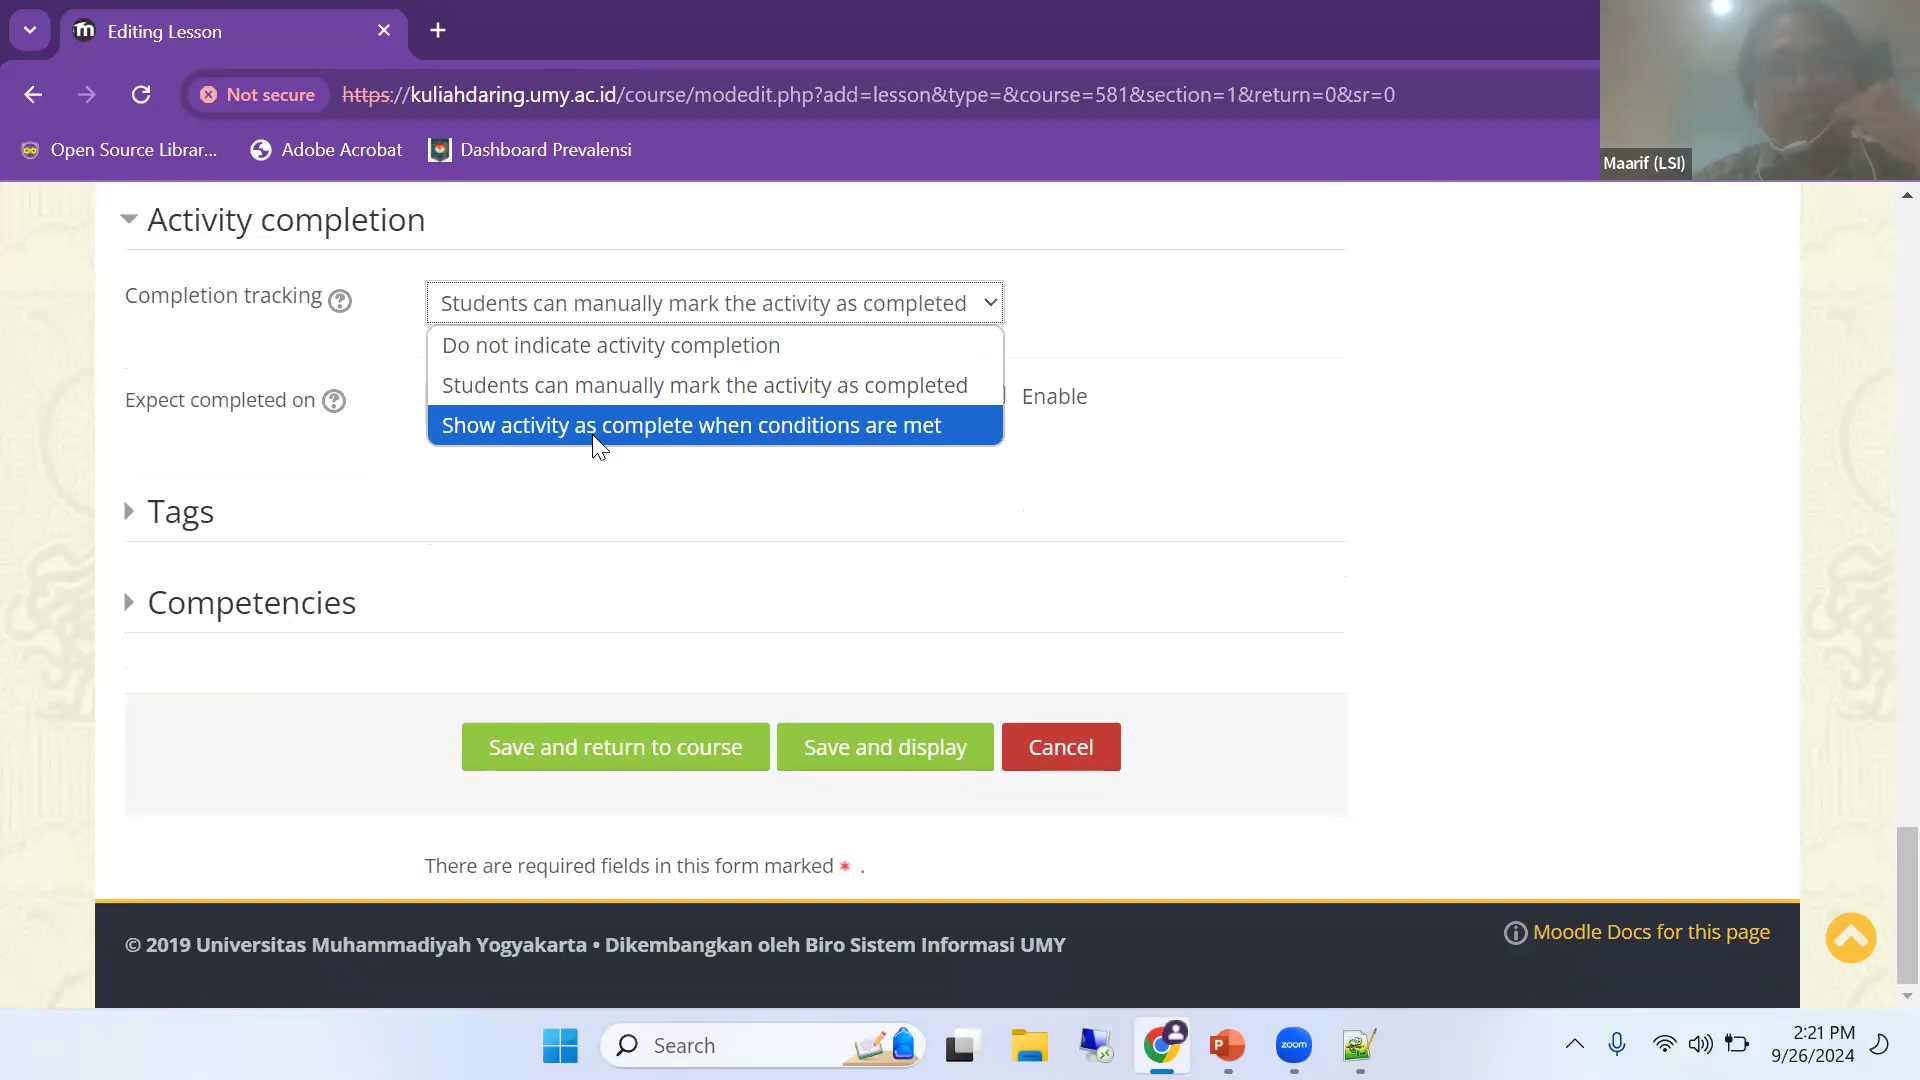 Editing Lesson
Not secure https://kuliahdaring.umy.ac.id/course/modedit.php?add=lesson&type=&course=581&section=1&return=0&sr=0
Open Source Librar... Adobe Acrobat Dashboard Prevalensi
Maarif (LSI)
Activity completion
Completion tracking Students can manually mark the activity as completed
Do not indicate activity completion
Students can manually mark the activity as completed
Expect completed on Enable
Show activity as complete when conditions are met
Tags
Competencies
Save and return to course Save and display Cancel
There are required fields in this form marked * .
© 2019 Universitas Muhammadiyah Yogyakarta • Dikembangkan oleh Biro Sistem Informasi UMY
Moodle Docs for this page
Search
zoom
2:21 PM
9/26/2024